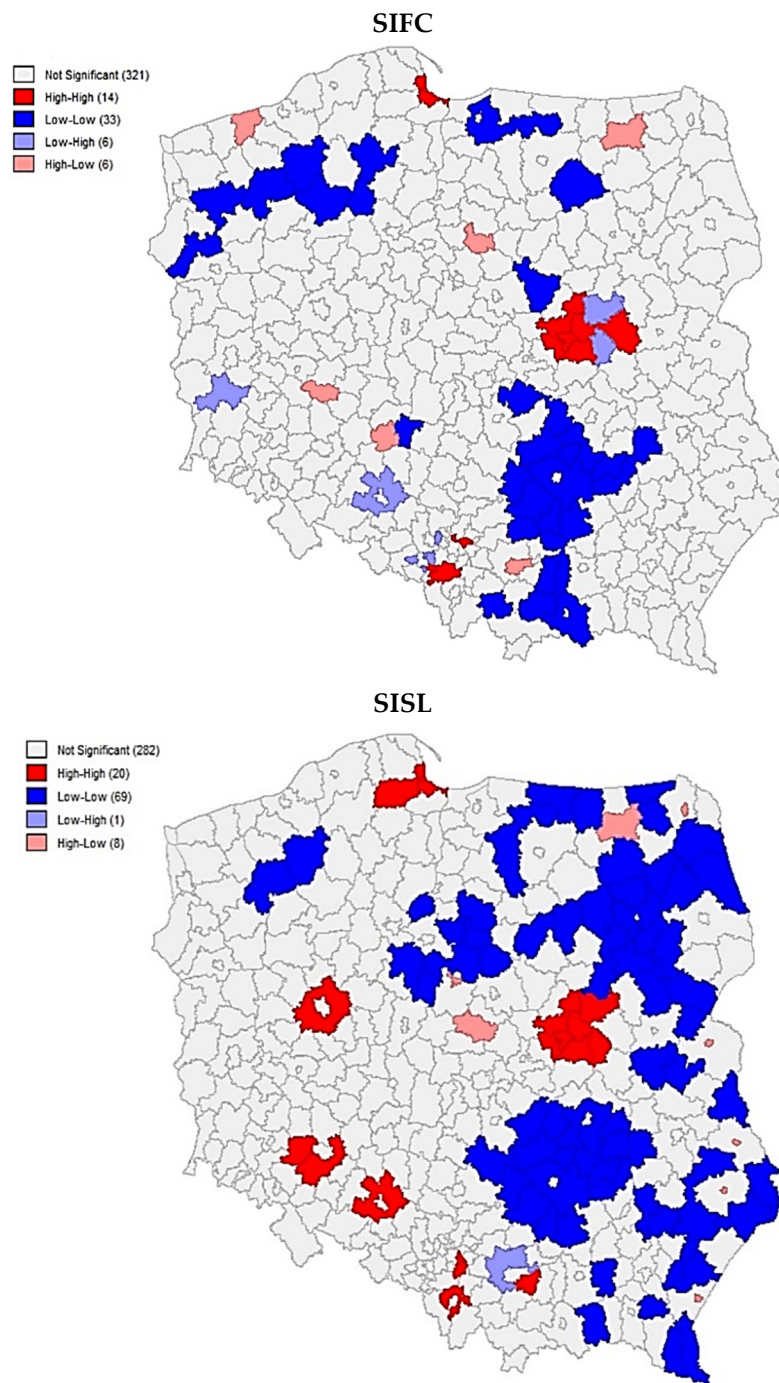 SIFC
Not Significant (321)
High-High (14)
Low-Low (33)
Low-High (6)
High-Low (6)
SISL
Not Significant (282)
High-High (20)
Low-Low (69)
Low-High (1)
High-Low (8)